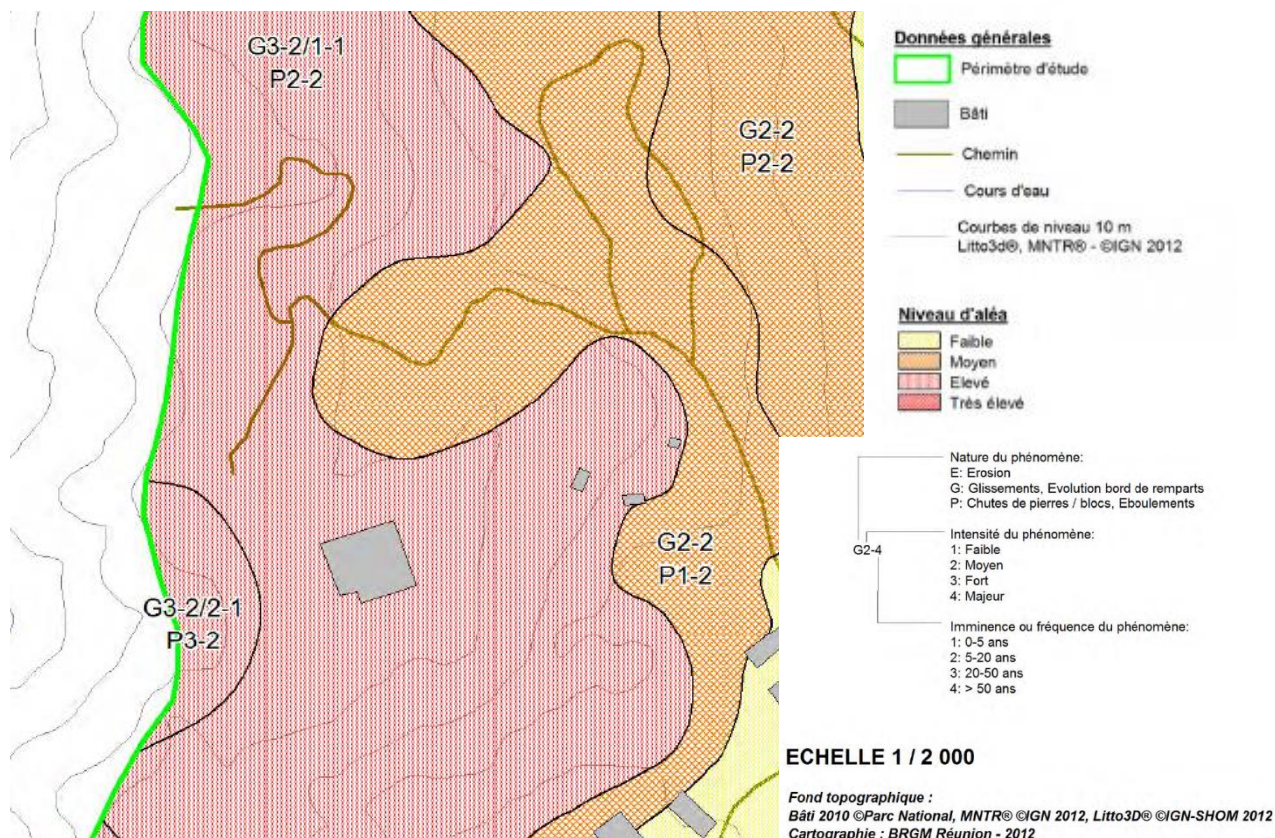 G3-2/1-1
P2-2
G2-2
P2-2
G2-2
P1-2
G3-2/2-1
P3-2
Données générales
Périmètre d'étude
Bâti
Chemin
Cours d'eau
Courbes de niveau 10 m
Litto3d®, MNTR® - ©IGN 2012
Niveau d'aléa
Faible
Moyen
Elevé
Très élevé
Nature du phénomène:
E: Erosion
G: Glissements, Evolution bord de remparts
P: Chutes de pierres / blocs, Eboulements
G2-4
Intensité du phénomène:
1: Faible
2: Moyen
3: Fort
4: Majeur
Imminence ou fréquence du phénomène:
1: 0-5 ans
2: 5-20 ans
3: 20-50 ans
4: > 50 ans
ECHELLE 1 / 2 000
Fond topographique :
Bâti 2010 ©Parc National, MNTR® ©IGN 2012, Litto3D® ©IGN-SHOM 2012
Cartographie : BRGM Réunion - 2012